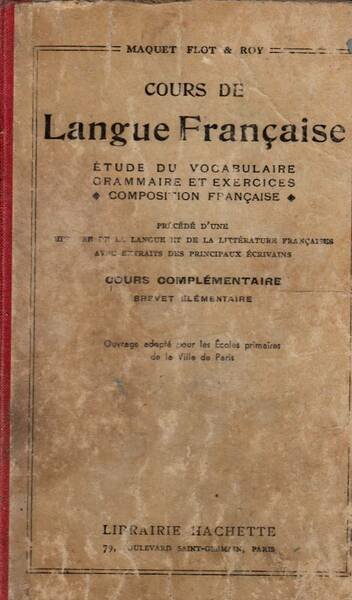 MAQUET FLOT & ROY
COURS DE
Langue Française
ÉTUDE DU VOCABULAIRE
GRAMMAIRE ET EXERCICES
◆ COMPOSITION FRANÇAISE ◆
PRÉCÉDÉ D'UNE
DE LA LANGUE ET DE LA LITTÉRATURE FRANÇAISES
AVEC EXTRAITS DES PRINCIPAUX ÉCRIVAINS
COURS COMPLÉMENTAIRE
BREVET ÉLÉMENTAIRE
Ouvrage adopté pour les Écoles primaires
de la Ville de Paris
LIBRAIRIE HACHETTE
79, BOULEVARD SAINT-GERMAIN, PARIS